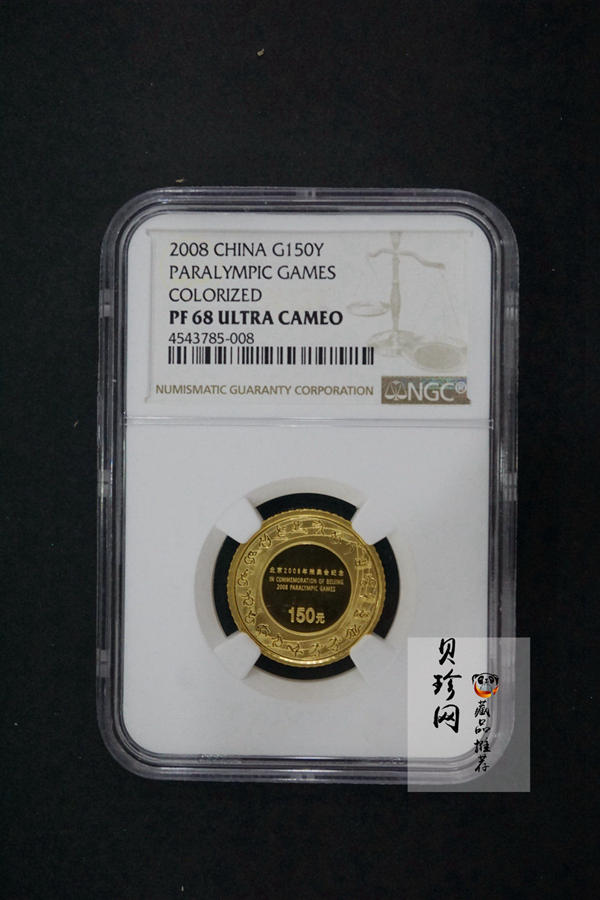 2008 CHINA G150Y
PARALYMPIC GAMES
COLORIZED
PF 68 ULTRA CAMEO
4543785-008
NUMISMATIC GUARANTY CORPORATION NGC®
北京2008年残奥会纪念
IN COMMEMORATION OF BEIJING
2008 PARALYMPIC GAMES
150元
贝珍网
藏品推荐